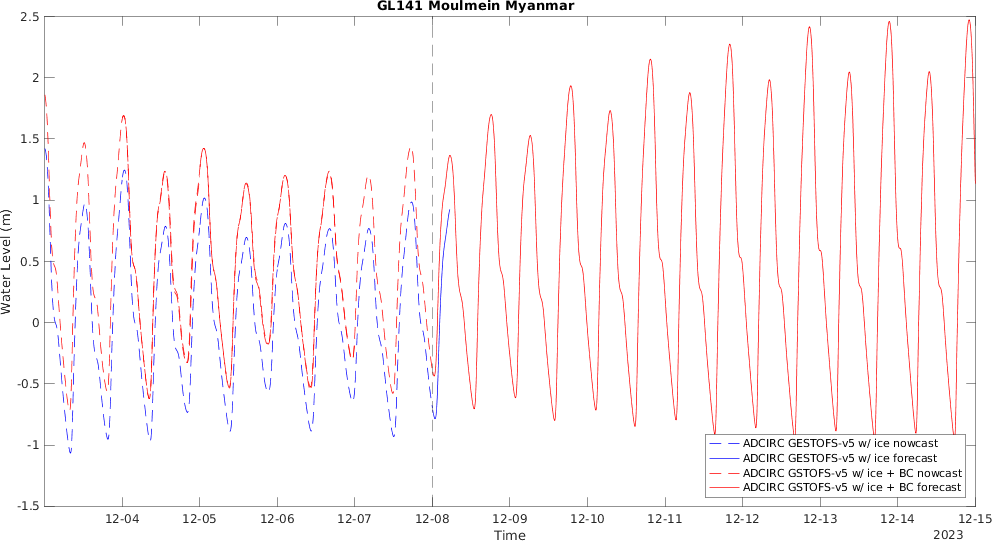 GL141 Moulmein Myanmar
2.5
2
1.5
1
0.5
0
-0.5
-1
-1.5
Water Level (m)
ADCIRC GESTOFS-v5 w/ ice nowcast
ADCIRC GESTOFS-v5 w/ ice forecast
ADCIRC GSTOFS-v5 w/ ice + BC nowcast
ADCIRC GSTOFS-v5 w/ ice + BC forecast
12-04 12-05 12-06 12-07 12-08 12-09 12-10 12-11 12-12 12-13 12-14 12-15
Time
2023